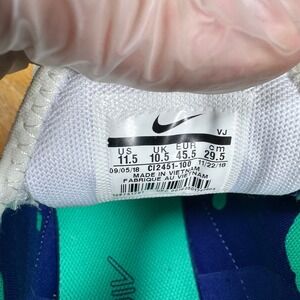 VJ
US UK EUR cm
11.5 10.5 45.5 29.5
09/05/18 CI2451-100 11/22/18
MADE IN VIETNAM
FABRIQUE AU VIETNAM